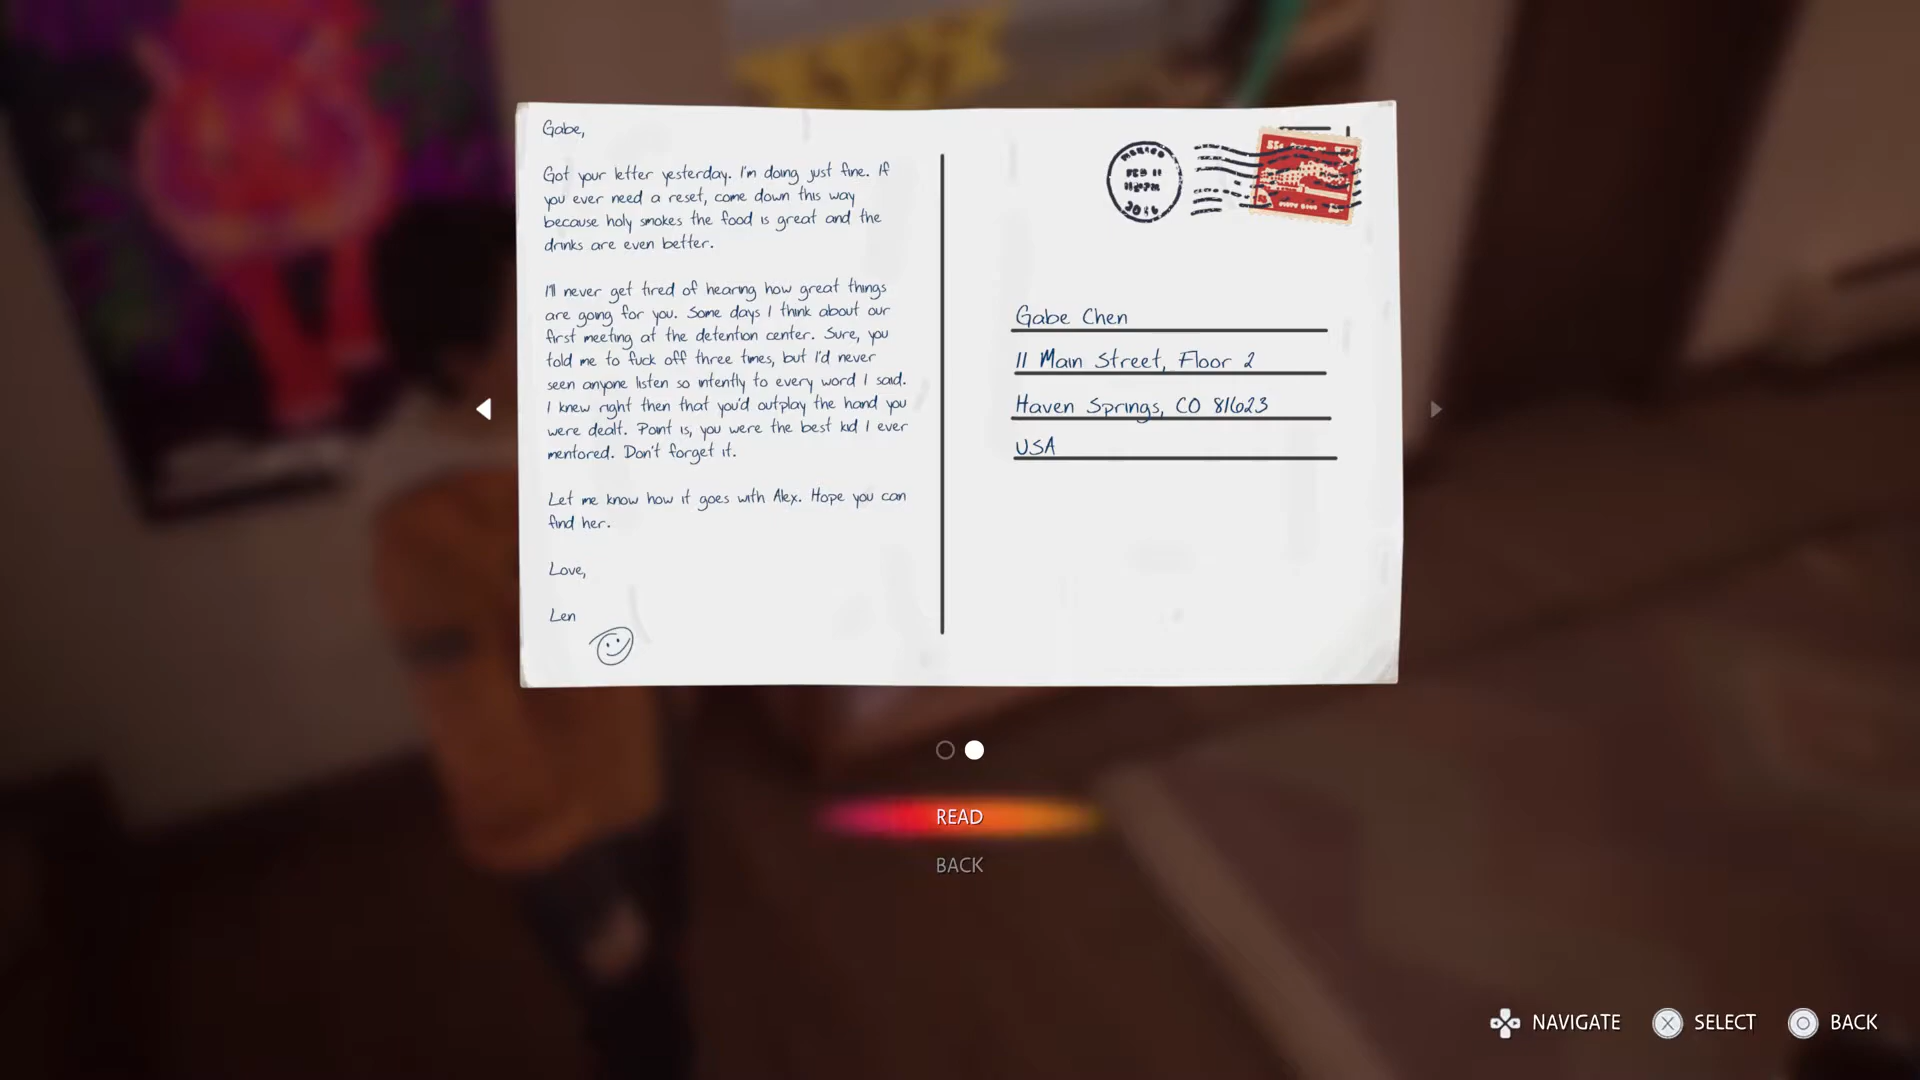 Gabe,
Got your letter yesterday. I'm doing just fine. If
you ever need a reset, come down this way
because holy smokes the food is great and the
drinks are even better.
I'll never get tired of hearing how great things
are going for you. Some days I think about our
first meeting at the detention center. Sure, you
told me to fuck off three times, but I'd never
seen anyone listen so intently to every word I said.
I knew right then that you'd outplay the hand you
were dealt. Point is, you were the best kid I ever
mentored. Don't forget it.
Let me know how it goes with Alex. Hope you can
find her.
Love,
Len
MEXICO
FEB 11
Gabe Chen
11 Main Street, Floor 2
Haven Springs, CO 81623
USA
READ
BACK
NAVIGATE
SELECT
BACK